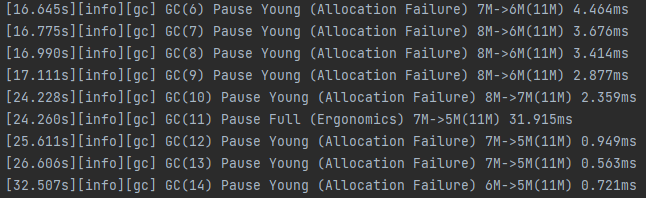 [16.645s][info][gc] GC(6) Pause Young (Allocation Failure) 7M->6M(11M) 4.464ms
[16.775s][info][gc] GC(7) Pause Young (Allocation Failure) 8M->6M(11M) 3.676ms
[16.990s][info][gc] GC(8) Pause Young (Allocation Failure) 8M->6M(11M) 3.414ms
[17.111s][info][gc] GC(9) Pause Young (Allocation Failure) 8M->6M(11M) 2.877ms
[24.228s][info][gc] GC(10) Pause Young (Allocation Failure) 8M->7M(11M) 2.359ms
[24.260s][info][gc] GC(11) Pause Full (Ergonomics) 7M->5M(11M) 31.915ms
[25.611s][info][gc] GC(12) Pause Young (Allocation Failure) 7M->5M(11M) 0.949ms
[26.606s][info][gc] GC(13) Pause Young (Allocation Failure) 7M->5M(11M) 0.563ms
[32.507s][info][gc] GC(14) Pause Young (Allocation Failure) 6M->5M(11M) 0.721ms